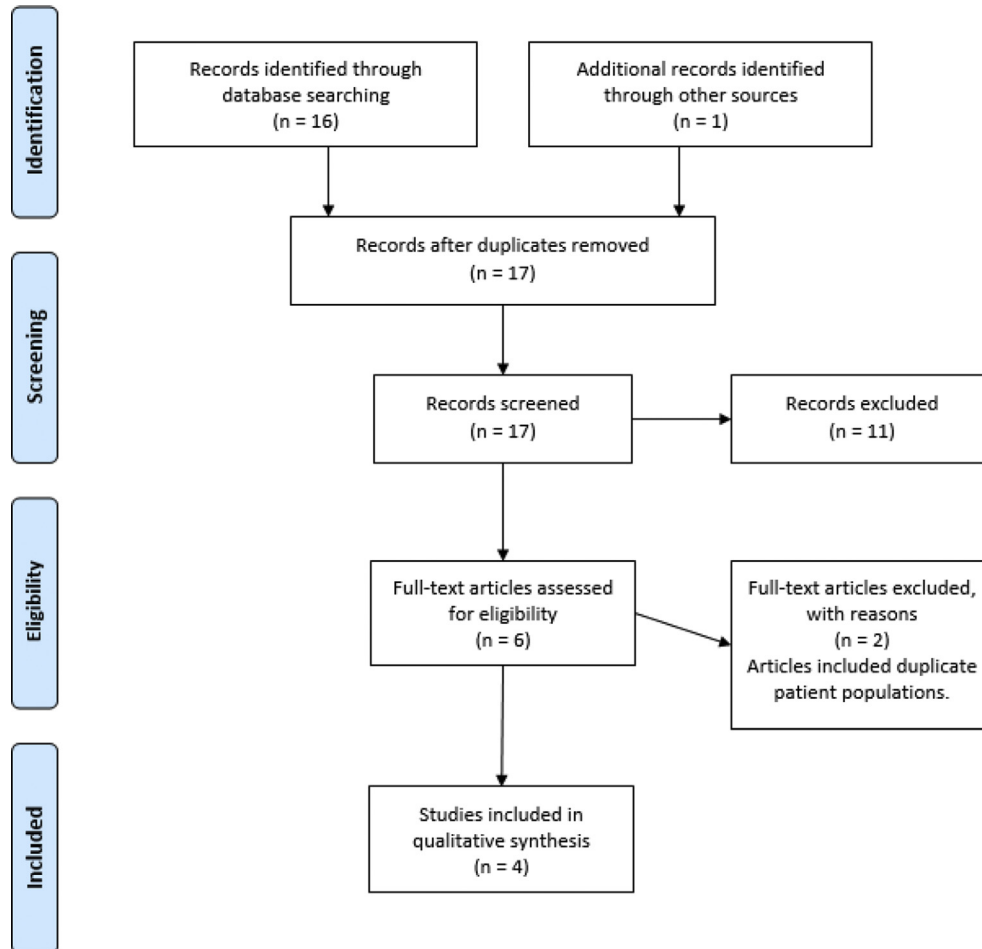 Identification
Records identified through
database searching
(n = 16)
Additional records identified
through other sources
(n = 1)
Records after duplicates removed
(n = 17)
Screening
Records screened
(n = 17)
Records excluded
(n = 11)
Eligibility
Full-text articles assessed
for eligibility
(n = 6)
Full-text articles excluded,
with reasons
(n = 2)
Articles included duplicate
patient populations.
Included
Studies included in
qualitative synthesis
(n = 4)